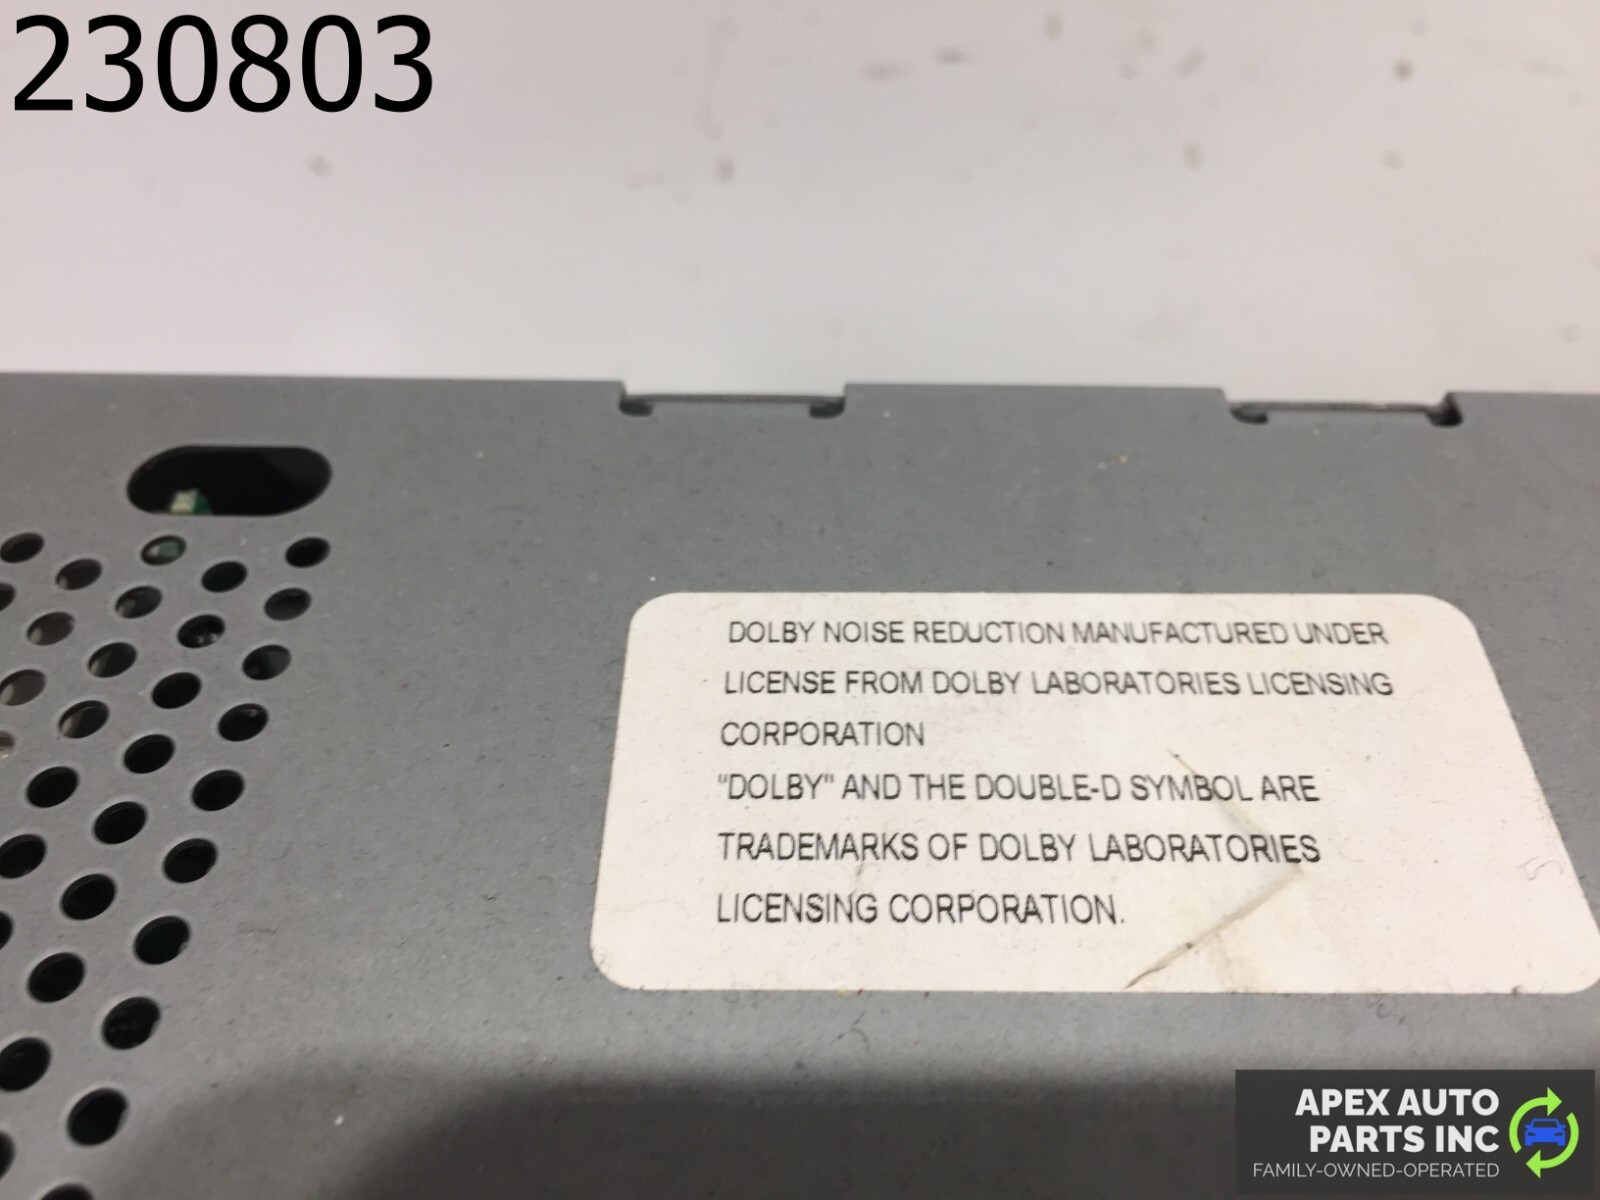 230803
DOLBY NOISE REDUCTION MANUFACTURED UNDER
LICENSE FROM DOLBY LABORATORIES LICENSING
CORPORATION
"DOLBY" AND THE DOUBLE-D SYMBOL ARE
TRADEMARKS OF DOLBY LABORATORIES
LICENSING CORPORATION.
APEX AUTO
PARTS INC
FAMILY-OWNED-OPERATED